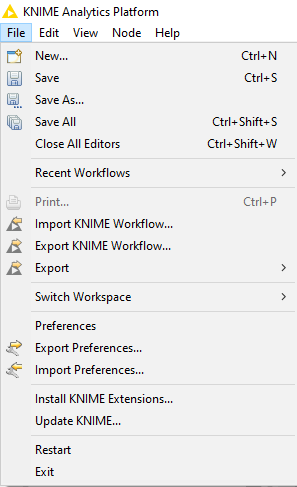 KNIME Analytics Platform
File Edit View Node Help
New... Ctrl+N
Save Ctrl+S
Save As...
Save All Ctrl+Shift+S
Close All Editors Ctrl+Shift+W
Recent Workflows
Print... Ctrl+P
Import KNIME Workflow...
Export KNIME Workflow...
Export
Switch Workspace
Preferences
Export Preferences...
Import Preferences...
Install KNIME Extensions...
Update KNIME...
Restart
Exit